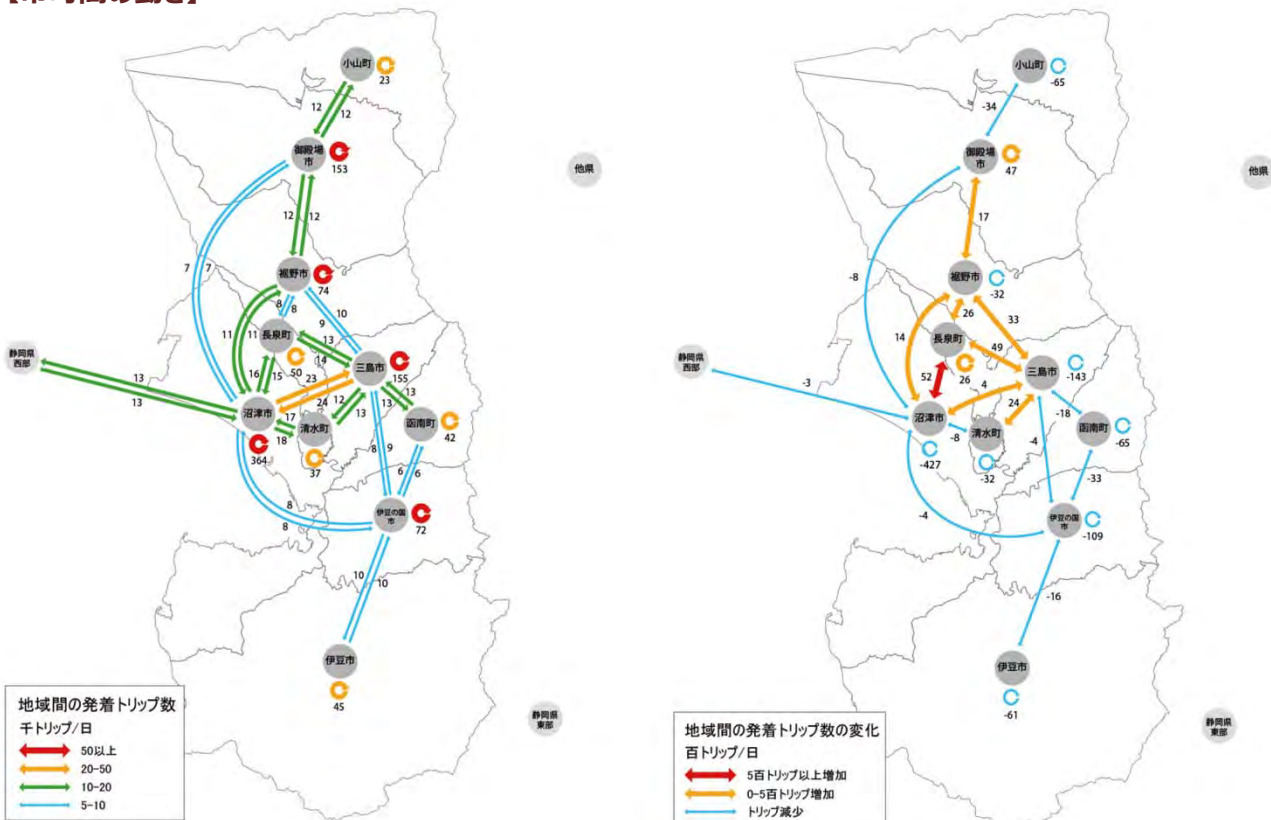 小山町
23
12
12
御殿場
市
153
他県
12
12
7
7
裾野市
74
8
8
10
11
11
9
長泉町
13
50
14
静岡県
西部
13
13
16
15
23
三島市
155
24
12
13
13
13
沼津市
17
18
364
清水町
37
函南町
42
8
9
6
6
8
8
伊豆の国
市
72
10
10
伊豆市
45
静岡県
東部
地域間の発着トリップ数
千トリップ/日
50以上
20-50
10-20
5-10
小山町
-65
-34
御殿場
市
47
他県
17
-8
裾野市
-32
26
33
14
長泉町
49
26
静岡県
西部
-3
52
4
三島市
-143
24
沼津市
-427
-8
清水町
-32
-18
函南町
-65
-4
-33
-4
伊豆の国
市
-109
-16
伊豆市
-61
静岡県
東部
地域間の発着トリップ数の変化
百トリップ/日
5百トリップ以上増加
0-5百トリップ増加
トリップ減少